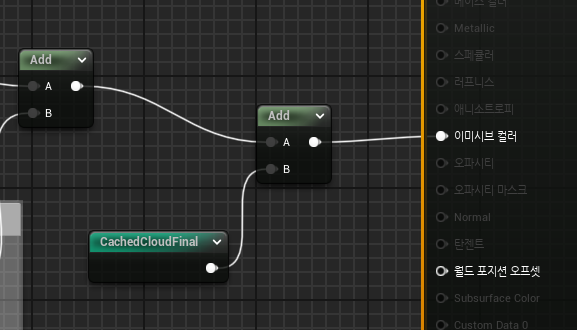 베이스 컬러
Metallic
Add
스페큘러
A
러프니스
B
애니소트로피
Add
A
이미시브 컬러
B
오파시티
오파시티 마스크
Normal
CachedCloudFinal
탄젠트
월드 포지션 오프셋
Subsurface Color
Custom Data 0